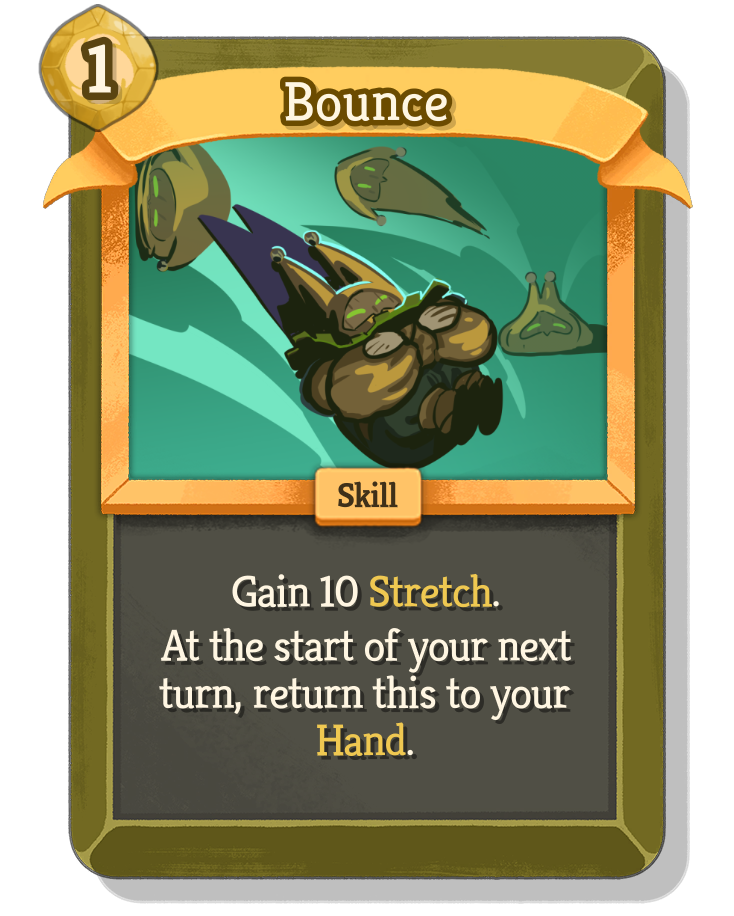 1
Bounce
Skill
Gain 10 Stretch.
At the start of your next
turn, return this to your
Hand.